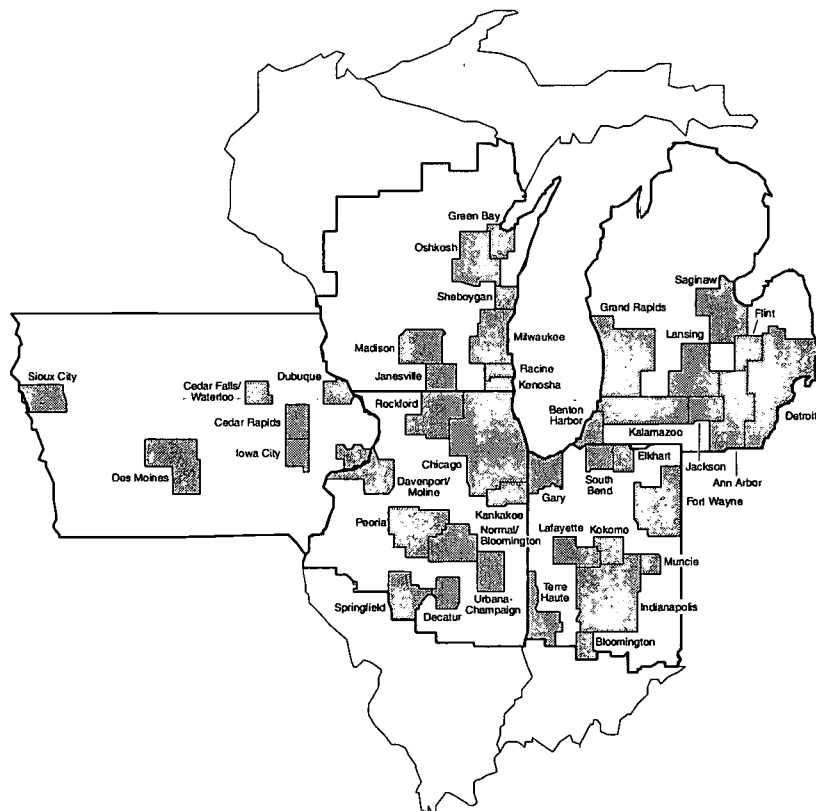 Green Bay
Oshkosh
Sheboygan
Madison
Milwaukee
Janesville
Racine
Kenosha
Saginaw
Flint
Grand Rapids
Lansing
Detroit
Benton
Harbor
Kalamazoo
Jackson
Ann Arbor
Sioux City
Cedar Falls/
Waterloo
Dubuque
Cedar Rapids
Iowa City
Des Moines
Rockford
Chicago
Davenport/
Moline
Kankakee
Peoria
Normal/
Bloomington
Springfield
Decatur
Urbana-
Champaign
Gary
South
Bend
Elkhart
Fort Wayne
Lafayette
Kokomo
Muncie
Terre
Haute
Indianapolis
Bloomington